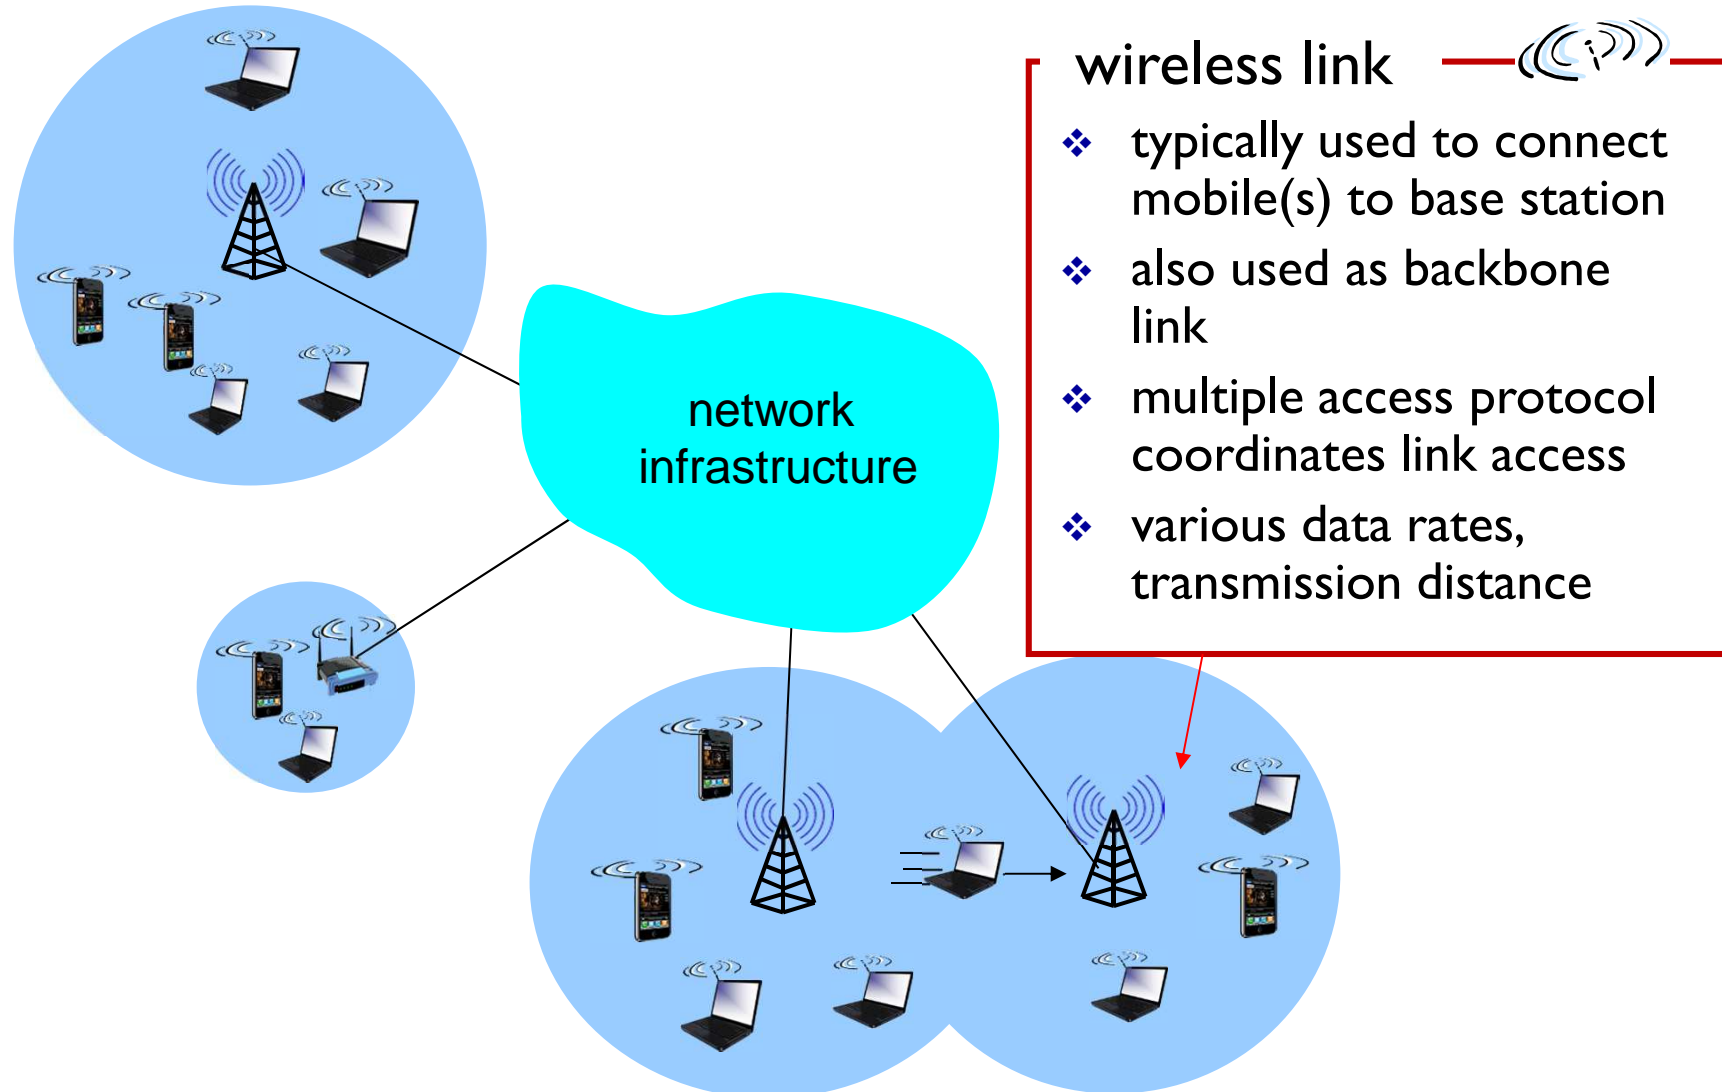 wireless link
❖ typically used to connect
mobile(s) to base station
❖ also used as backbone
link
❖ multiple access protocol
coordinates link access
❖ various data rates,
transmission distance
network
infrastructure